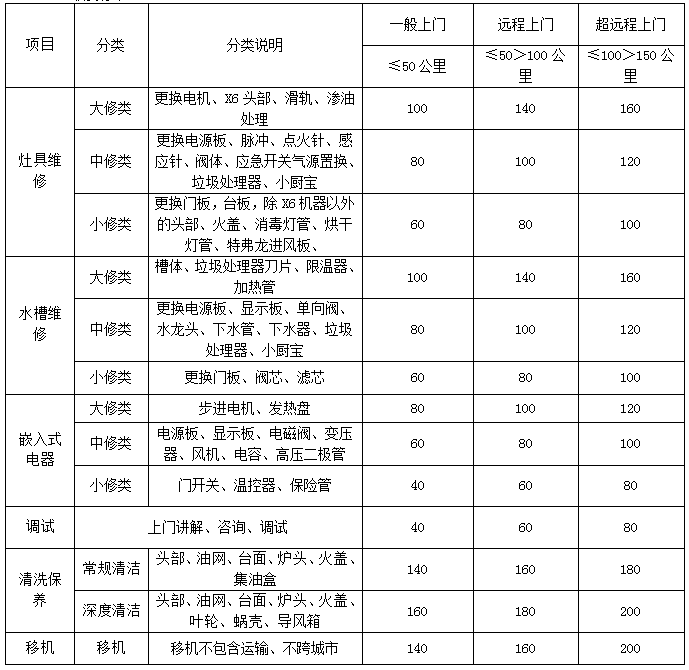 项目 分类 分类说明 一般上门 远程上门 超远程上门
≤50公里 ≤50>100公里 ≤100>150公里
灶具维修 大修类 更换电机、X6头部、滑轨、渗油处理 100 140 160
中修类 更换电源板、脉冲、点火针、感应针、阀体、应急开关气源置换、垃圾处理器、小厨宝 80 100 120
小修类 更换门板,台板,除X6机器以外的头部、火盖、消毒灯管、烘干灯管、特弗龙进风板、 60 80 100
水槽维修 大修类 槽体、垃圾处理器刀片、限温器、加热管 100 140 160
中修类 更换电源板、显示板、单向阀、水龙头、下水管、下水器、垃圾处理器、小厨宝 80 100 120
小修类 更换门板、阀芯、滤芯 60 80 100
嵌入式电器 大修类 步进电机、发热盘 80 100 120
中修类 电源板、显示板、电磁阀、变压器、风机、电容、高压二极管 60 80 100
小修类 门开关、温控器、保险管 40 60 80
调试 上门讲解、咨询、调试 40 60 80
清洗保养 常规清洁 头部、油网、台面、炉头、火盖、集油盒 140 160 180
深度清洁 头部、油网、台面、炉头、火盖、叶轮、蜗壳、导风箱 160 180 200
移机 移机 移机不包含运输、不跨城市 140 160 200